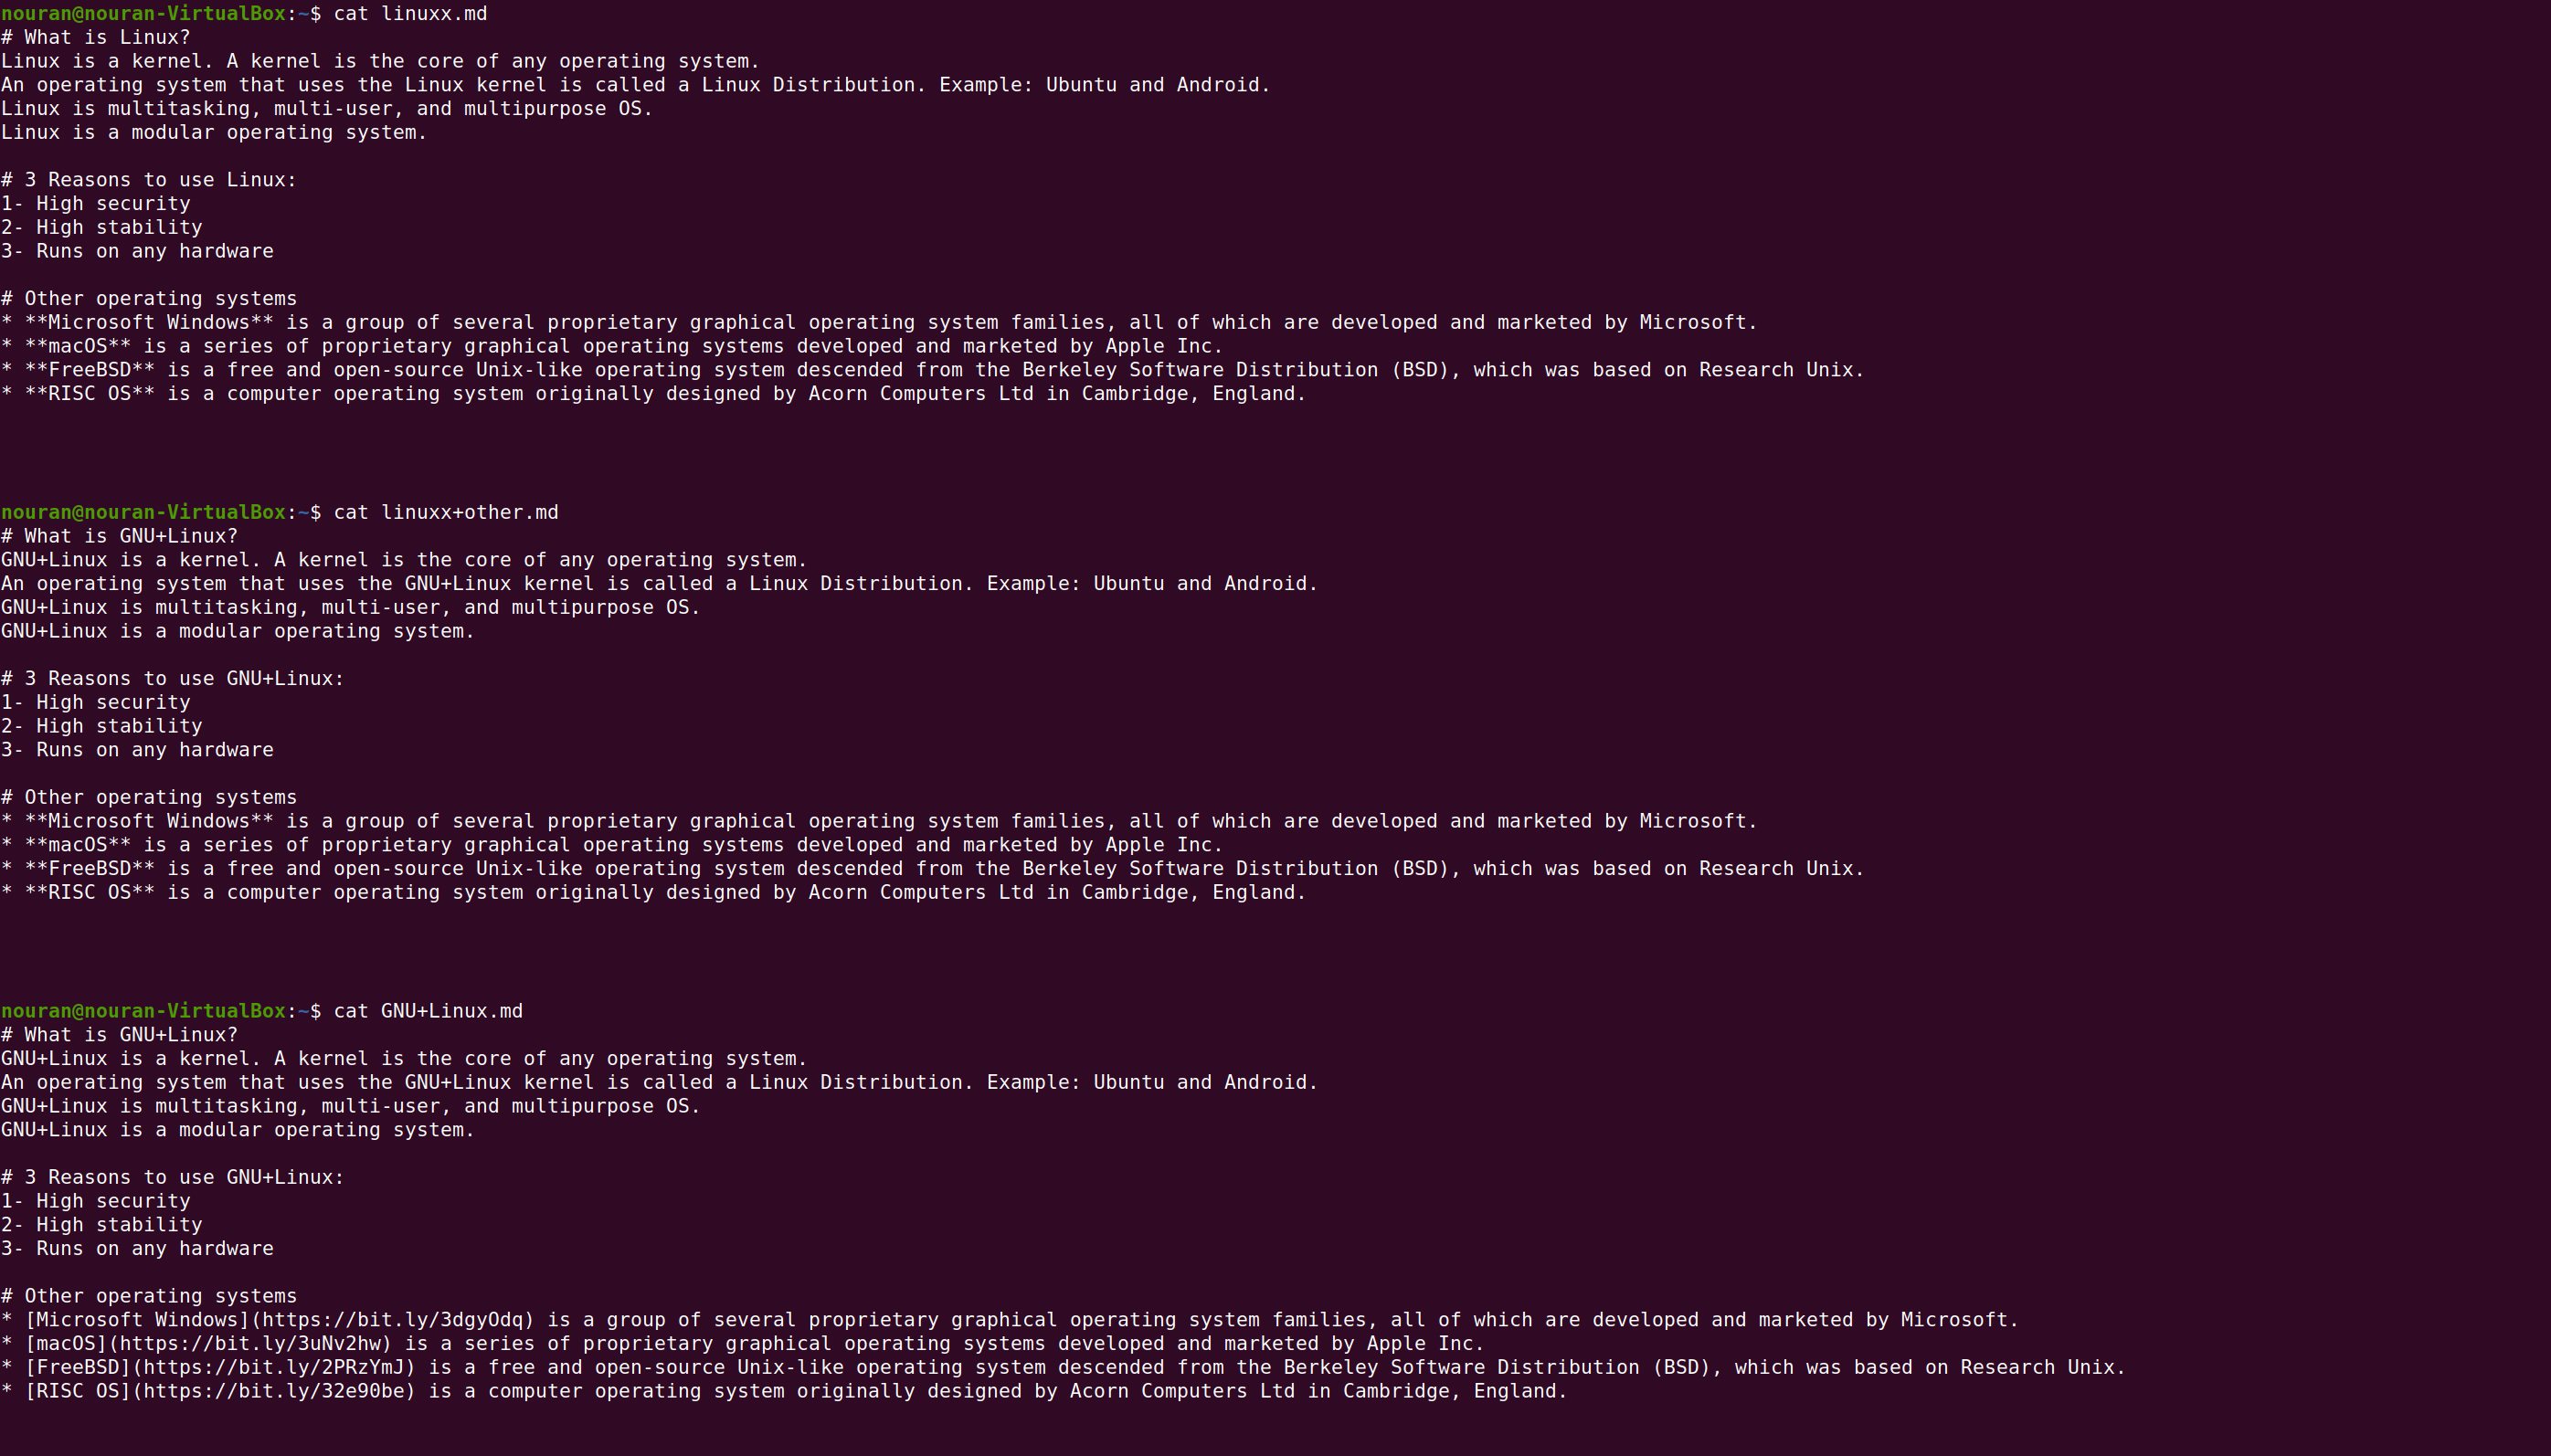 nouran@nouran-VirtualBox:~$ cat linuxx.md
# What is Linux?
Linux is a kernel. A kernel is the core of any operating system.
An operating system that uses the Linux kernel is called a Linux Distribution. Example: Ubuntu and Android.
Linux is multitasking, multi-user, and multipurpose OS.
Linux is a modular operating system.
# 3 Reasons to use Linux:
1- High security
2- High stability
3- Runs on any hardware
# Other operating systems
* **Microsoft Windows** is a group of several proprietary graphical operating system families, all of which are developed and marketed by Microsoft.
* **macOS** is a series of proprietary graphical operating systems developed and marketed by Apple Inc.
* **FreeBSD** is a free and open-source Unix-like operating system descended from the Berkeley Software Distribution (BSD), which was based on Research Unix.
* **RISC OS** is a computer operating system originally designed by Acorn Computers Ltd in Cambridge, England.
nouran@nouran-VirtualBox:~$ cat linuxx+other.md
# What is GNU+Linux?
GNU+Linux is a kernel. A kernel is the core of any operating system.
An operating system that uses the GNU+Linux kernel is called a Linux Distribution. Example: Ubuntu and Android.
GNU+Linux is multitasking, multi-user, and multipurpose OS.
GNU+Linux is a modular operating system.
# 3 Reasons to use GNU+Linux:
1- High security
2- High stability
3- Runs on any hardware
# Other operating systems
* **Microsoft Windows** is a group of several proprietary graphical operating system families, all of which are developed and marketed by Microsoft.
* **macOS** is a series of proprietary graphical operating systems developed and marketed by Apple Inc.
* **FreeBSD** is a free and open-source Unix-like operating system descended from the Berkeley Software Distribution (BSD), which was based on Research Unix.
* **RISC OS** is a computer operating system originally designed by Acorn Computers Ltd in Cambridge, England.
nouran@nouran-VirtualBox:~$ cat GNU+Linux.md
# What is GNU+Linux?
GNU+Linux is a kernel. A kernel is the core of any operating system.
An operating system that uses the GNU+Linux kernel is called a Linux Distribution. Example: Ubuntu and Android.
GNU+Linux is multitasking, multi-user, and multipurpose OS.
GNU+Linux is a modular operating system.
# 3 Reasons to use GNU+Linux:
1- High security
2- High stability
3- Runs on any hardware
# Other operating systems
* [Microsoft Windows](https://bit.ly/3dgyOdq) is a group of several proprietary graphical operating system families, all of which are developed and marketed by Microsoft.
* [macOS](https://bit.ly/3uNv2hw) is a series of proprietary graphical operating systems developed and marketed by Apple Inc.
* [FreeBSD](https://bit.ly/2PRzYmJ) is a free and open-source Unix-like operating system descended from the Berkeley Software Distribution (BSD), which was based on Research Unix.
* [RISC OS](https://bit.ly/32e90be) is a computer operating system originally designed by Acorn Computers Ltd in Cambridge, England.